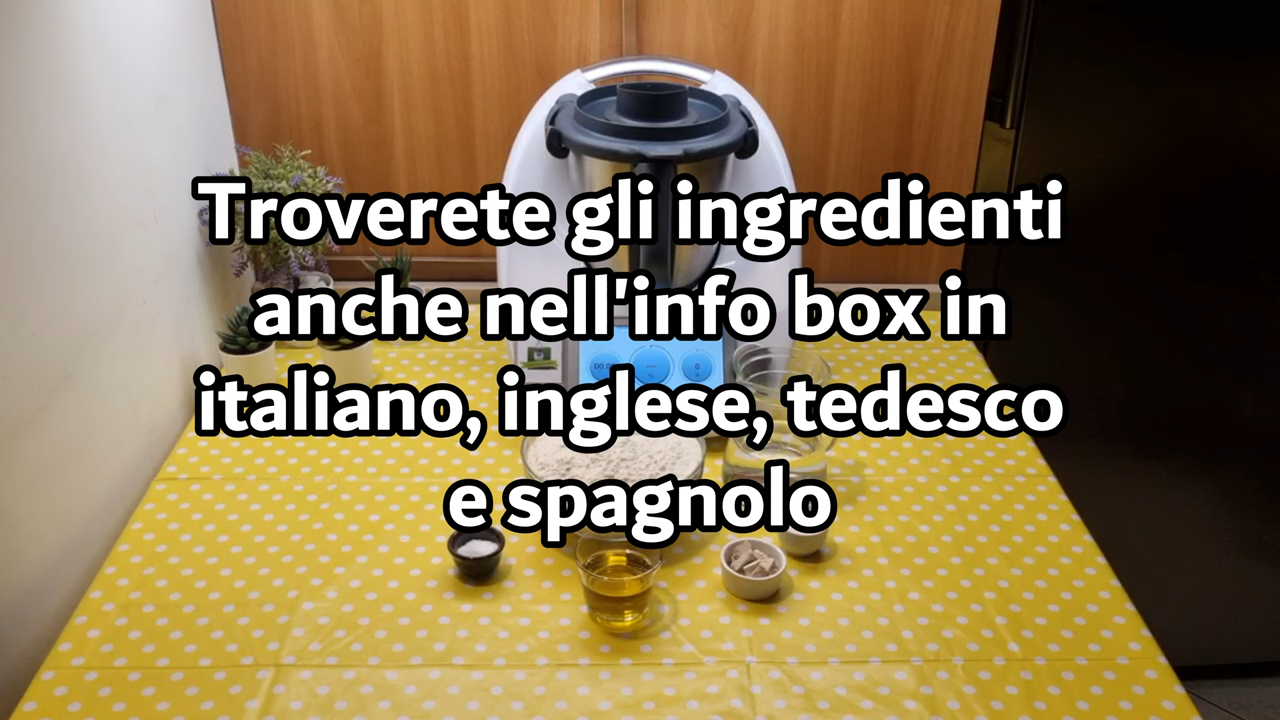 Troverete gli ingredienti
anche nell'info box in
italiano, inglese, tedesco
e spagnolo